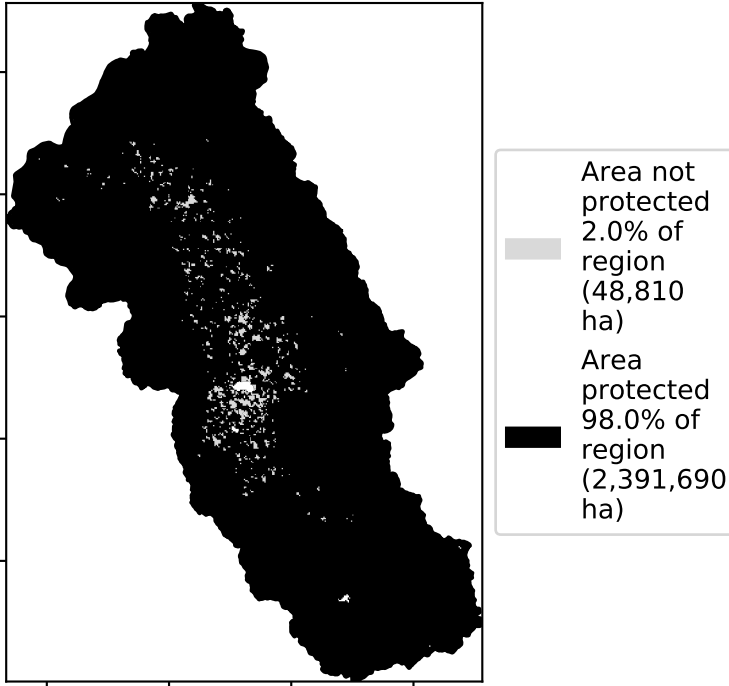 Area not
protected
2.0% of
region
(48,810
ha)
Area
protected
98.0% of
region
(2,391,690
ha)